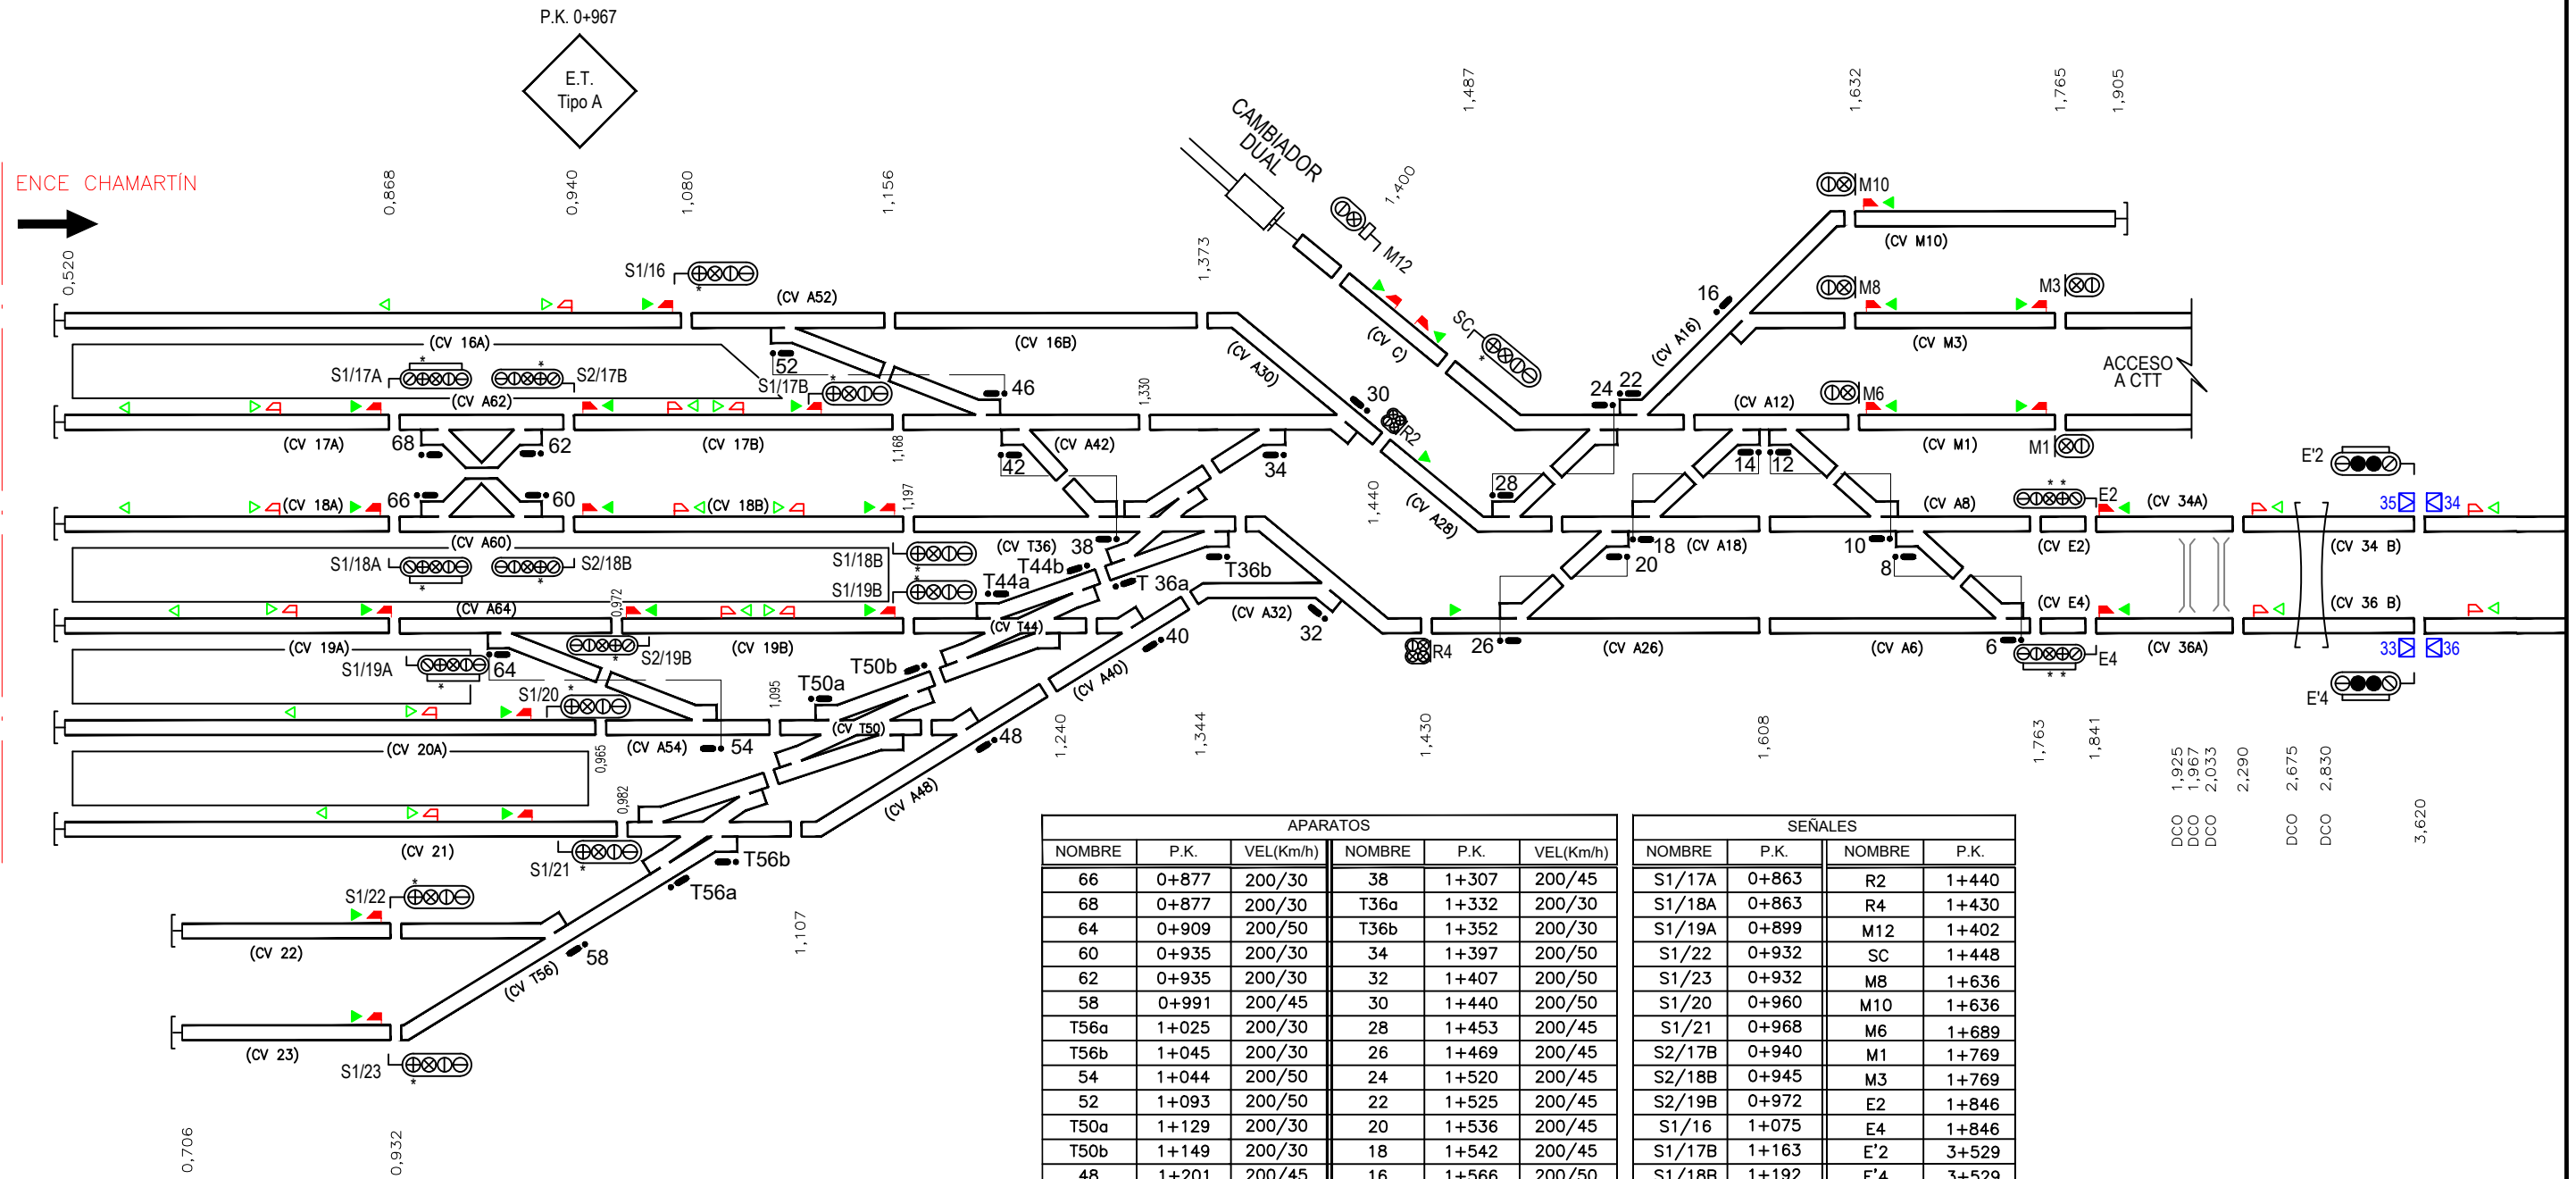 P.K. 0+967
E.T.
Tipo A
ENCE CHAMARTÍN
0,520
0,868
0,940
1,080
1,156
1,373
1,400
1,487
1,632
1,765
1,905
CAMBIADOR
DUAL
M12
M10
(CV M10)
S1/16
(CV A52)
(CV 16A)
(CV 16B)
(CV A30)
(CV C)
SC
(CV A16)
16
M8
M3
(CV M3)
ACCESO
A CTT
52
S1/17A
S2/17B
S1/17B
46
1,330
30
R2
24
22
(CV A12)
M6
(CV A62)
(CV 17A)
68
62
(CV 17B)
1,168
42
(CV A42)
34
28
14
12
(CV M1)
M1
E'2
(CV 18A)
66
60
(CV 18B)
1,197
1,440
(CV A28)
(CV A8)
E2
(CV 34A)
35
34
(CV A60)
S1/18A
S2/18B
S1/18B
(CV T36)
38
T44b
T 36a
T36b
18
20
(CV A18)
10
8
(CV E2)
(CV 34 B)
S1/19B
T44a
(CV A64)
0,972
(CV A32)
32
(CV E4)
(CV 36 B)
(CV 19A)
S1/19A
64
S2/19B
(CV 19B)
(CV T44)
40
R4
26
(CV A26)
(CV A6)
6
E4
(CV 36A)
33
36
E'4
T50b
T50a
S1/20
1,095
(CV A40)
(CV 20A)
0,965
(CV A54)
54
(CV T50)
48
1,240
1,344
1,430
1,608
1,763
1,841
DCO 1,925
DCO 1,967
DCO 2,033
2,290
DCO 2,675
DCO 2,830
3,620
(CV 21)
0,982
S1/21
(CV A48)
T56b
T56a
S1/22
(CV 22)
58
1,107
(CV T56)
(CV 23)
S1/23
0,706
0,932
APARATOS
NOMBRE P.K. VEL(Km/h) NOMBRE P.K. VEL(Km/h)
66 0+877 200/30 38 1+307 200/45
68 0+877 200/30 T36a 1+332 200/30
64 0+909 200/50 T36b 1+352 200/30
60 0+935 200/30 34 1+397 200/50
62 0+935 200/30 32 1+407 200/50
58 0+991 200/45 30 1+440 200/50
T56a 1+025 200/30 28 1+453 200/45
T56b 1+045 200/30 26 1+469 200/45
54 1+044 200/50 24 1+520 200/45
52 1+093 200/50 22 1+525 200/45
T50a 1+129 200/30 20 1+536 200/45
T50b 1+149 200/30 18 1+542 200/45
48 1+201 200/45 16 1+566 200/50
SEÑALES
NOMBRE P.K. NOMBRE P.K.
S1/17A 0+863 R2 1+440
S1/18A 0+863 R4 1+430
S1/19A 0+899 M12 1+402
S1/22 0+932 SC 1+448
S1/23 0+932 M8 1+636
S1/20 0+960 M10 1+636
S1/21 0+968 M6 1+689
S2/17B 0+940 M1 1+769
S2/18B 0+945 M3 1+769
S2/19B 0+972 E2 1+846
S1/16 1+075 E4 1+846
S1/17B 1+163 E'2 3+529
S1/18B 1+192 E'4 3+529